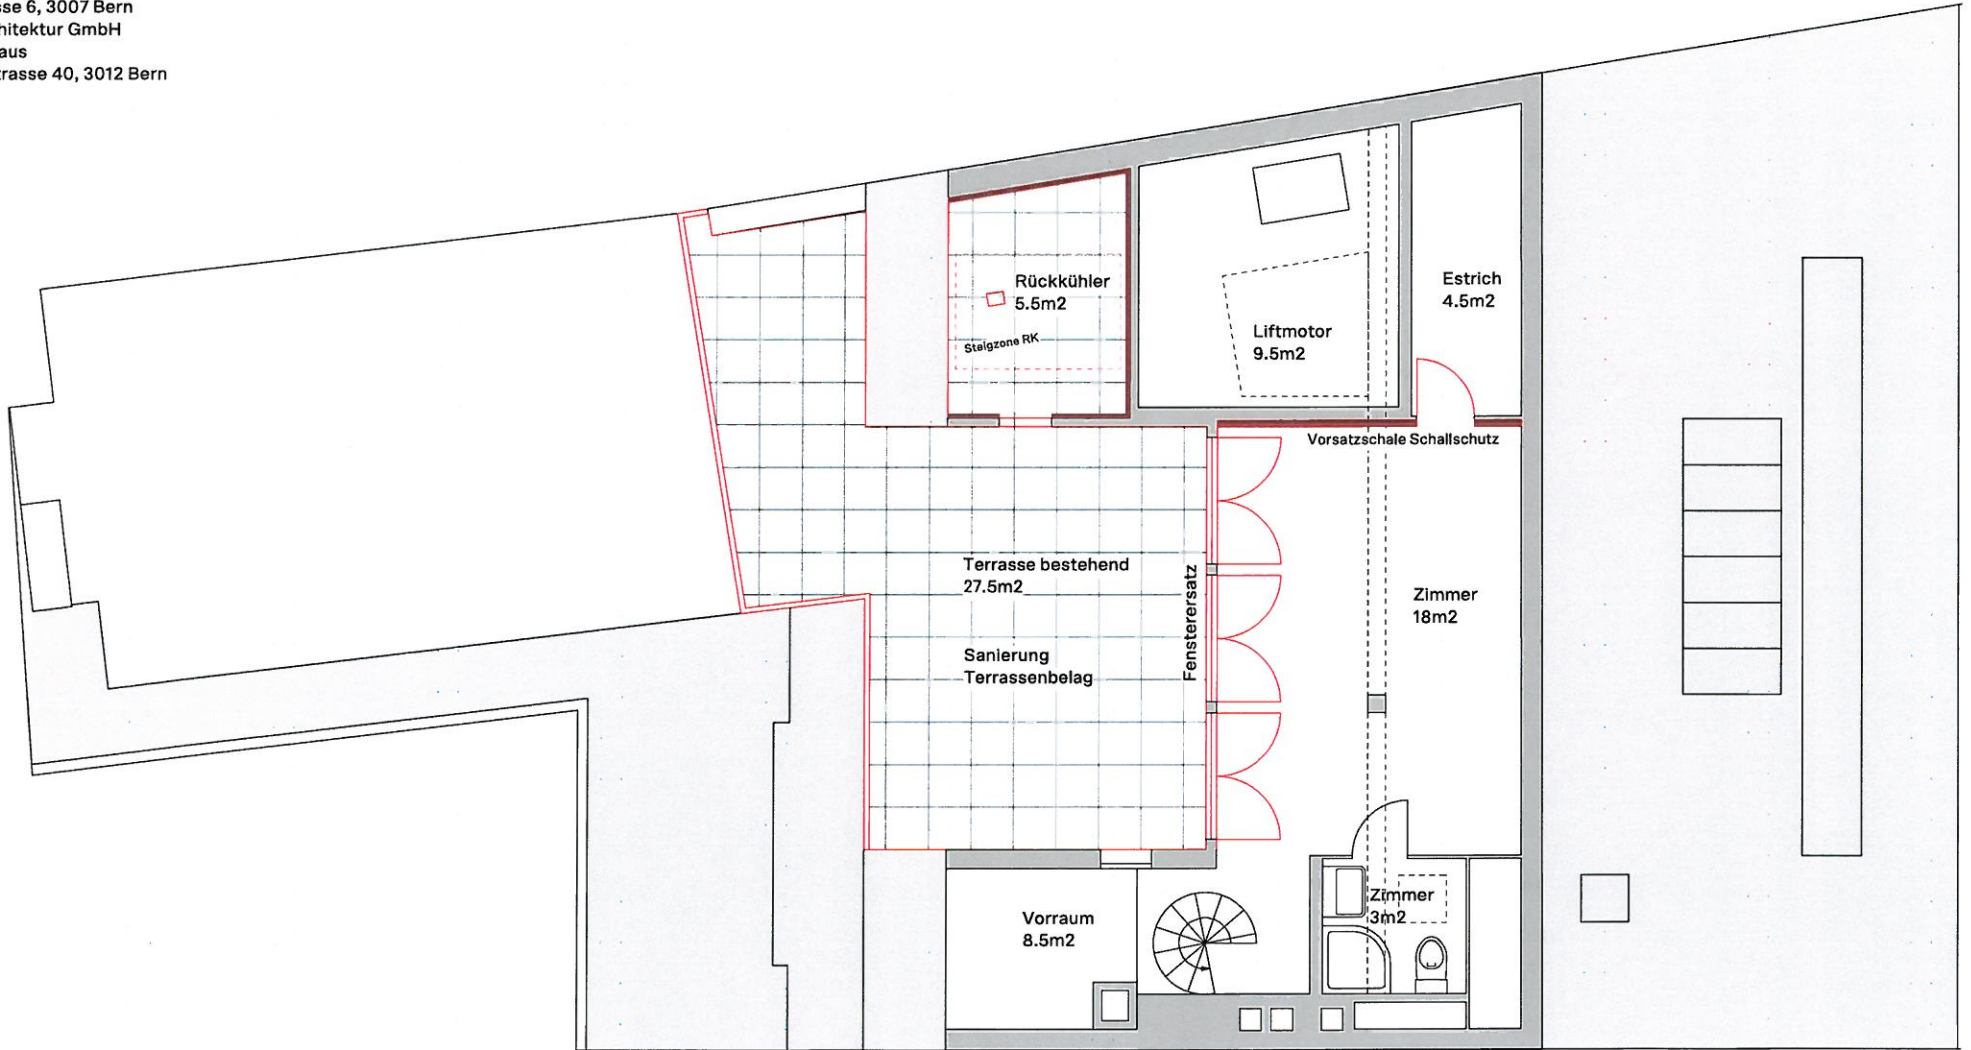 sse 6, 3007 Bern
hitektur GmbH
aus
trasse 40, 3012 Bern
Rückkühler
5.5m2
Steigzone RK
Liftmotor
9.5m2
Estrich
4.5m2
Vorsatzschale Schallschutz
Terrasse bestehend
27.5m2
Fensterersatz
Zimmer
18m2
Sanierung
Terrassenbelag
Zimmer
3m2
Vorraum
8.5m2